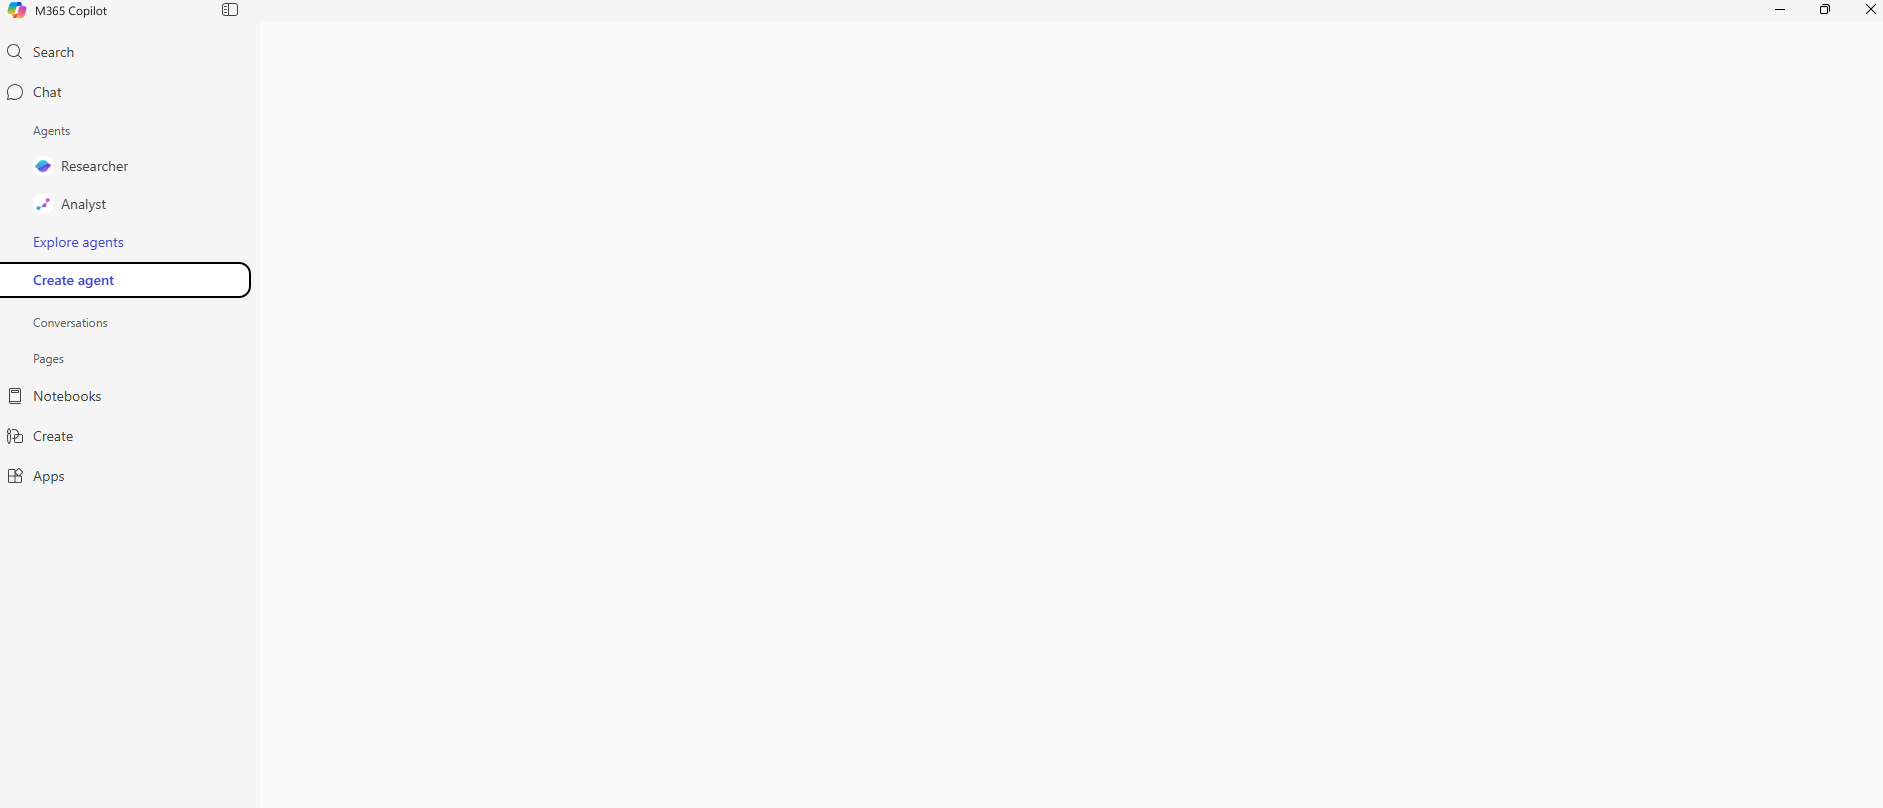 M365 Copilot
Search
Chat
Agents
Researcher
Analyst
Explore agents
Create agent
Conversations
Pages
Notebooks
Create
Apps